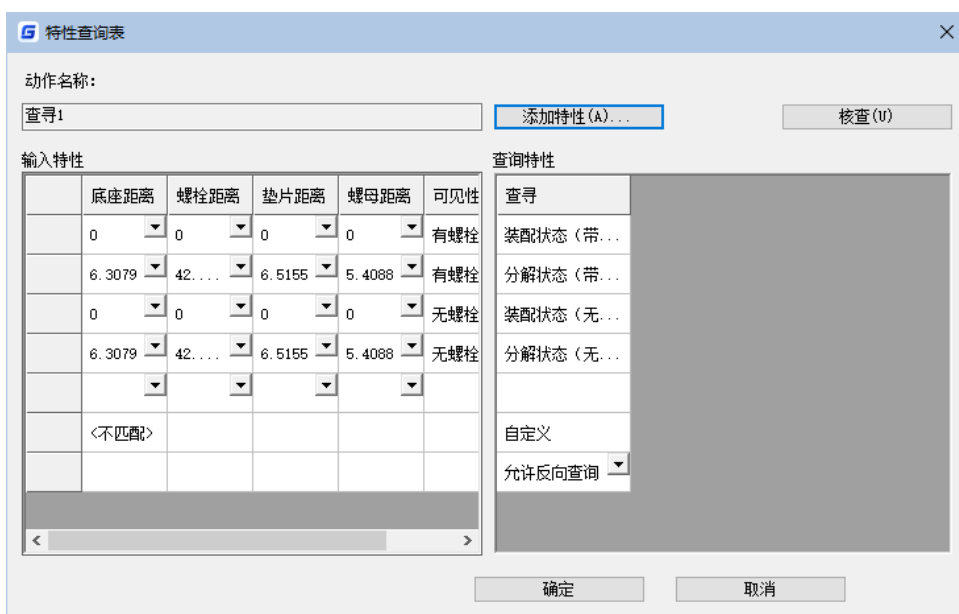 特性查询表
动作名称:
查寻1
添加特性(A)...
核查(U)
输入特性
查询特性
底座距离 螺栓距离 垫片距离 螺母距离 可见性 查寻
0 0 0 0 有螺栓 装配状态（带...
6.3079 42.... 6.5155 5.4088 有螺栓 分解状态（带...
0 0 0 0 无螺栓 装配状态（无...
6.3079 42.... 6.5155 5.4088 无螺栓 分解状态（无...
<不匹配> 自定义
允许反向查询
确定 取消